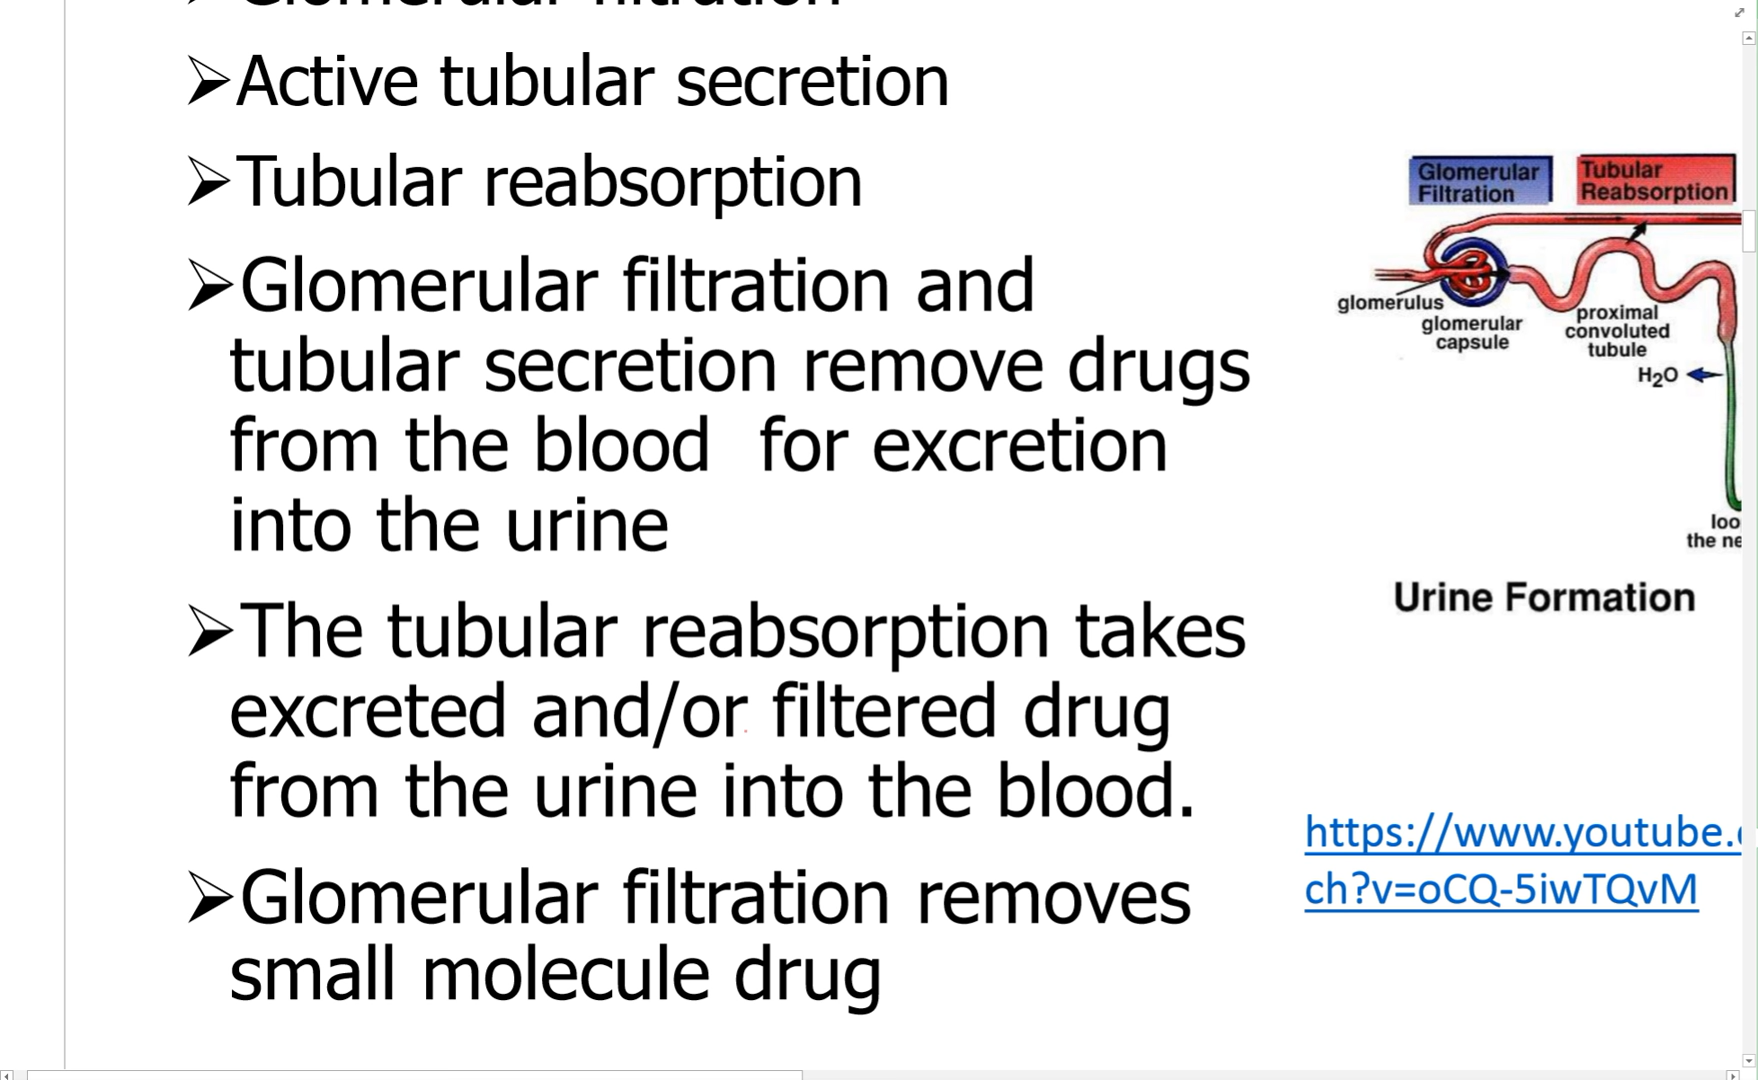 Glomerular filtration
➢Active tubular secretion
➢Tubular reabsorption
➢Glomerular filtration and
tubular secretion remove drugs
from the blood  for excretion
into the urine
➢The tubular reabsorption takes
excreted and/or filtered drug
from the urine into the blood.
➢Glomerular filtration removes
small molecule drug
Glomerular
Filtration
Tubular
Reabsorption
glomerulus
glomerular
capsule
proximal
convoluted
tubule
H₂O
loo
the ne
Urine Formation
https://www.youtube.
ch?v=oCQ-5iwTQvM